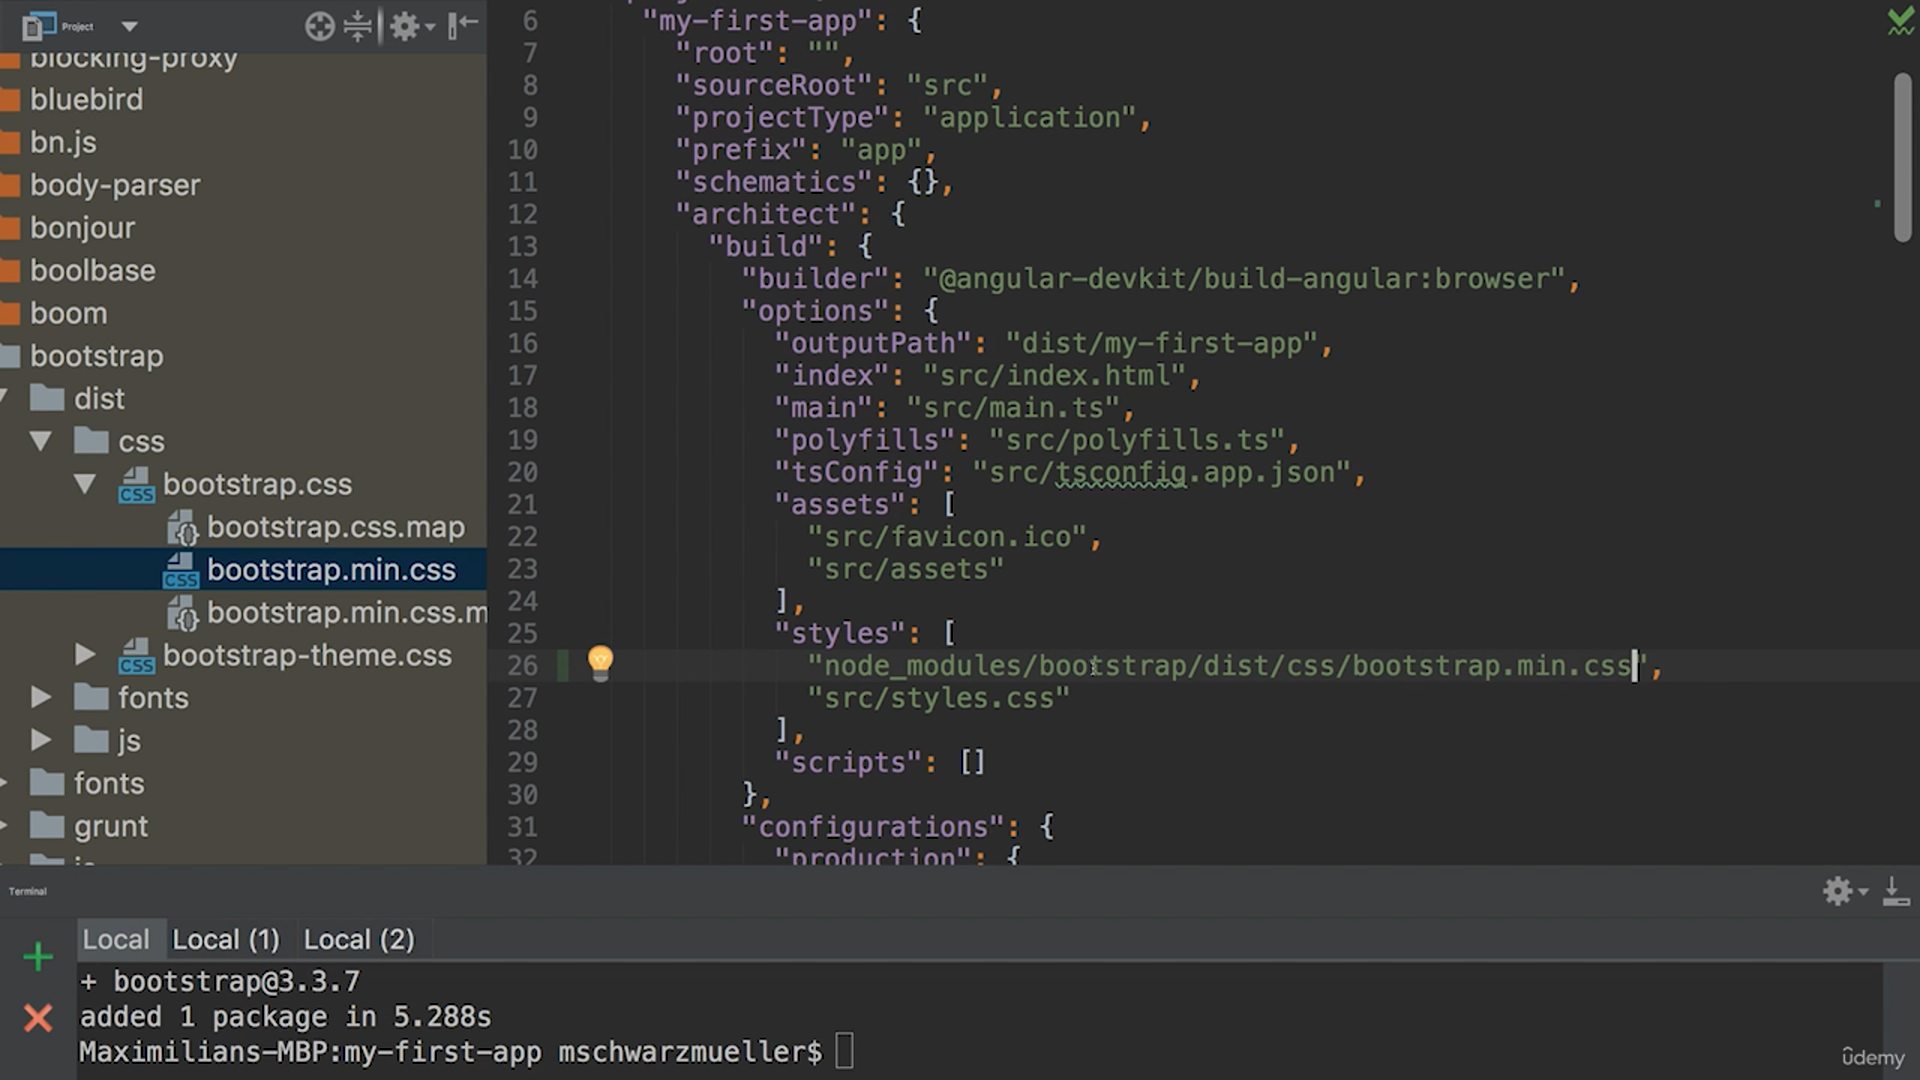 Project
blocking-proxy
bluebird
bn.js
body-parser
bonjour
boolbase
boom
bootstrap
dist
css
bootstrap.css
bootstrap.css.map
bootstrap.min.css
bootstrap.min.css.m
bootstrap-theme.css
fonts
js
fonts
grunt
6 "my-first-app": {
7 "root": "",
8 "sourceRoot": "src",
9 "projectType": "application",
10 "prefix": "app",
11 "schematics": {},
12 "architect": {
13 "build": {
14 "builder": "@angular-devkit/build-angular:browser",
15 "options": {
16 "outputPath": "dist/my-first-app",
17 "index": "src/index.html",
18 "main": "src/main.ts",
19 "polyfills": "src/polyfills.ts",
20 "tsConfig": "src/tsconfig.app.json",
21 "assets": [
22 "src/favicon.ico",
23 "src/assets"
24 ],
25 "styles": [
26 "node_modules/bootstrap/dist/css/bootstrap.min.css",
27 "src/styles.css"
28 ],
29 "scripts": []
30 },
31 "configurations": {
32 "production": {
Terminal
Local Local (1) Local (2)
+ bootstrap@3.3.7
added 1 package in 5.288s
Maximilians-MBP:my-first-app mschwarzmueller$
ûdemy